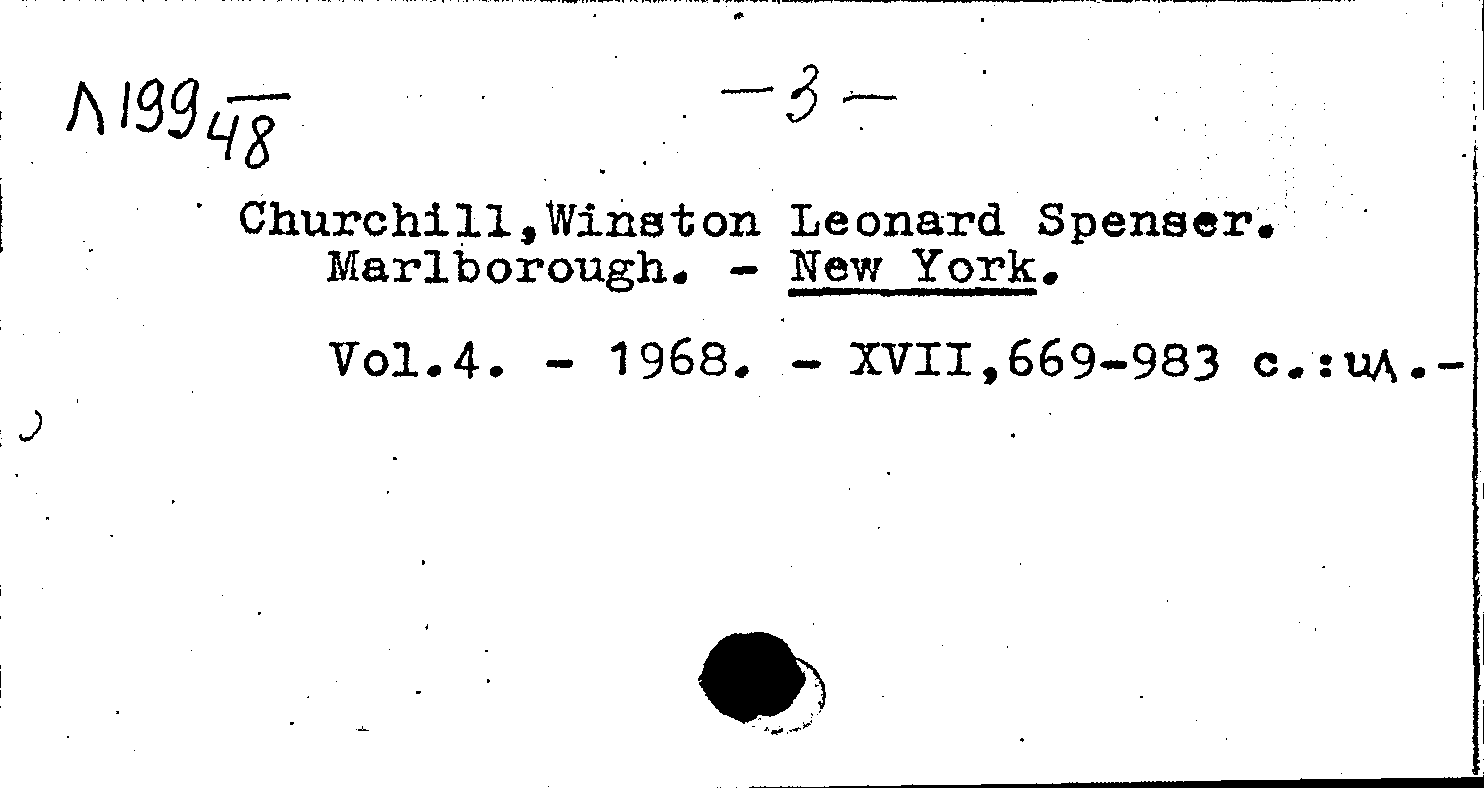 Л199 48
— 3 —
Churchill,Winston Leonard Spenser.
Marlborough. - New York.
Vol.4. - 1968. - XVII,669-983 с.:ил.-